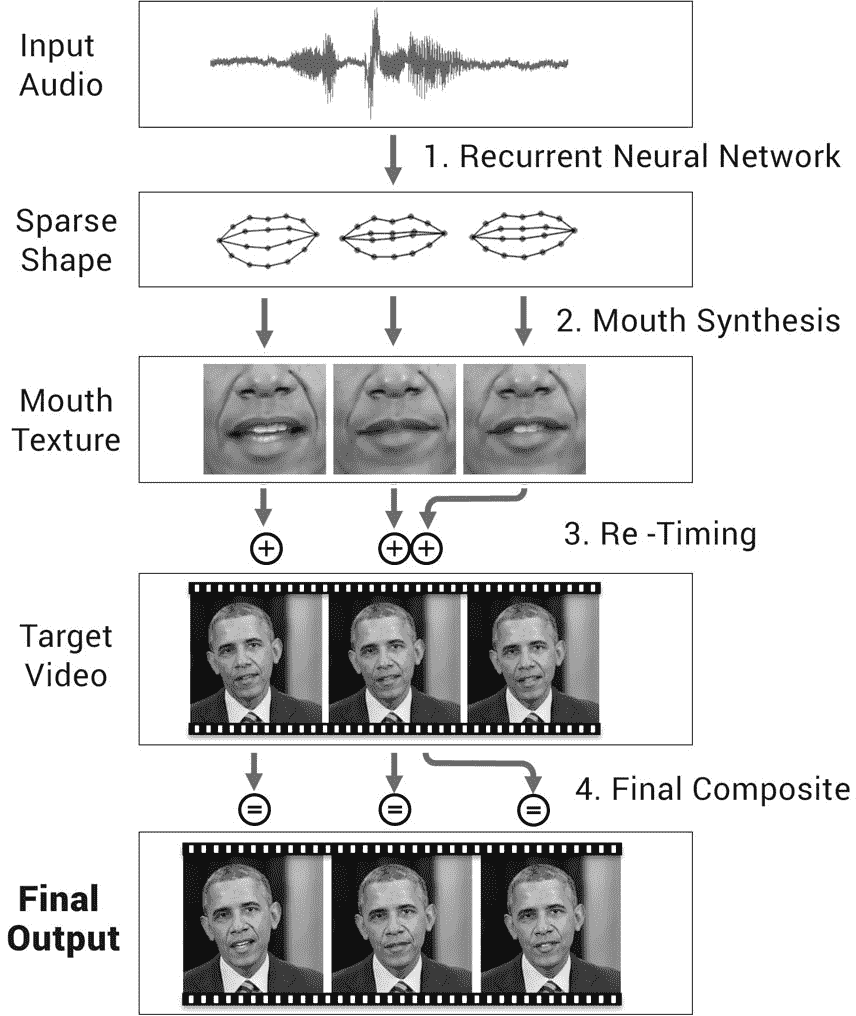 Input
Audio
1. Recurrent Neural Network
Sparse
Shape
2. Mouth Synthesis
Mouth
Texture
3. Re -Timing
Target
Video
4. Final Composite
Final
Output